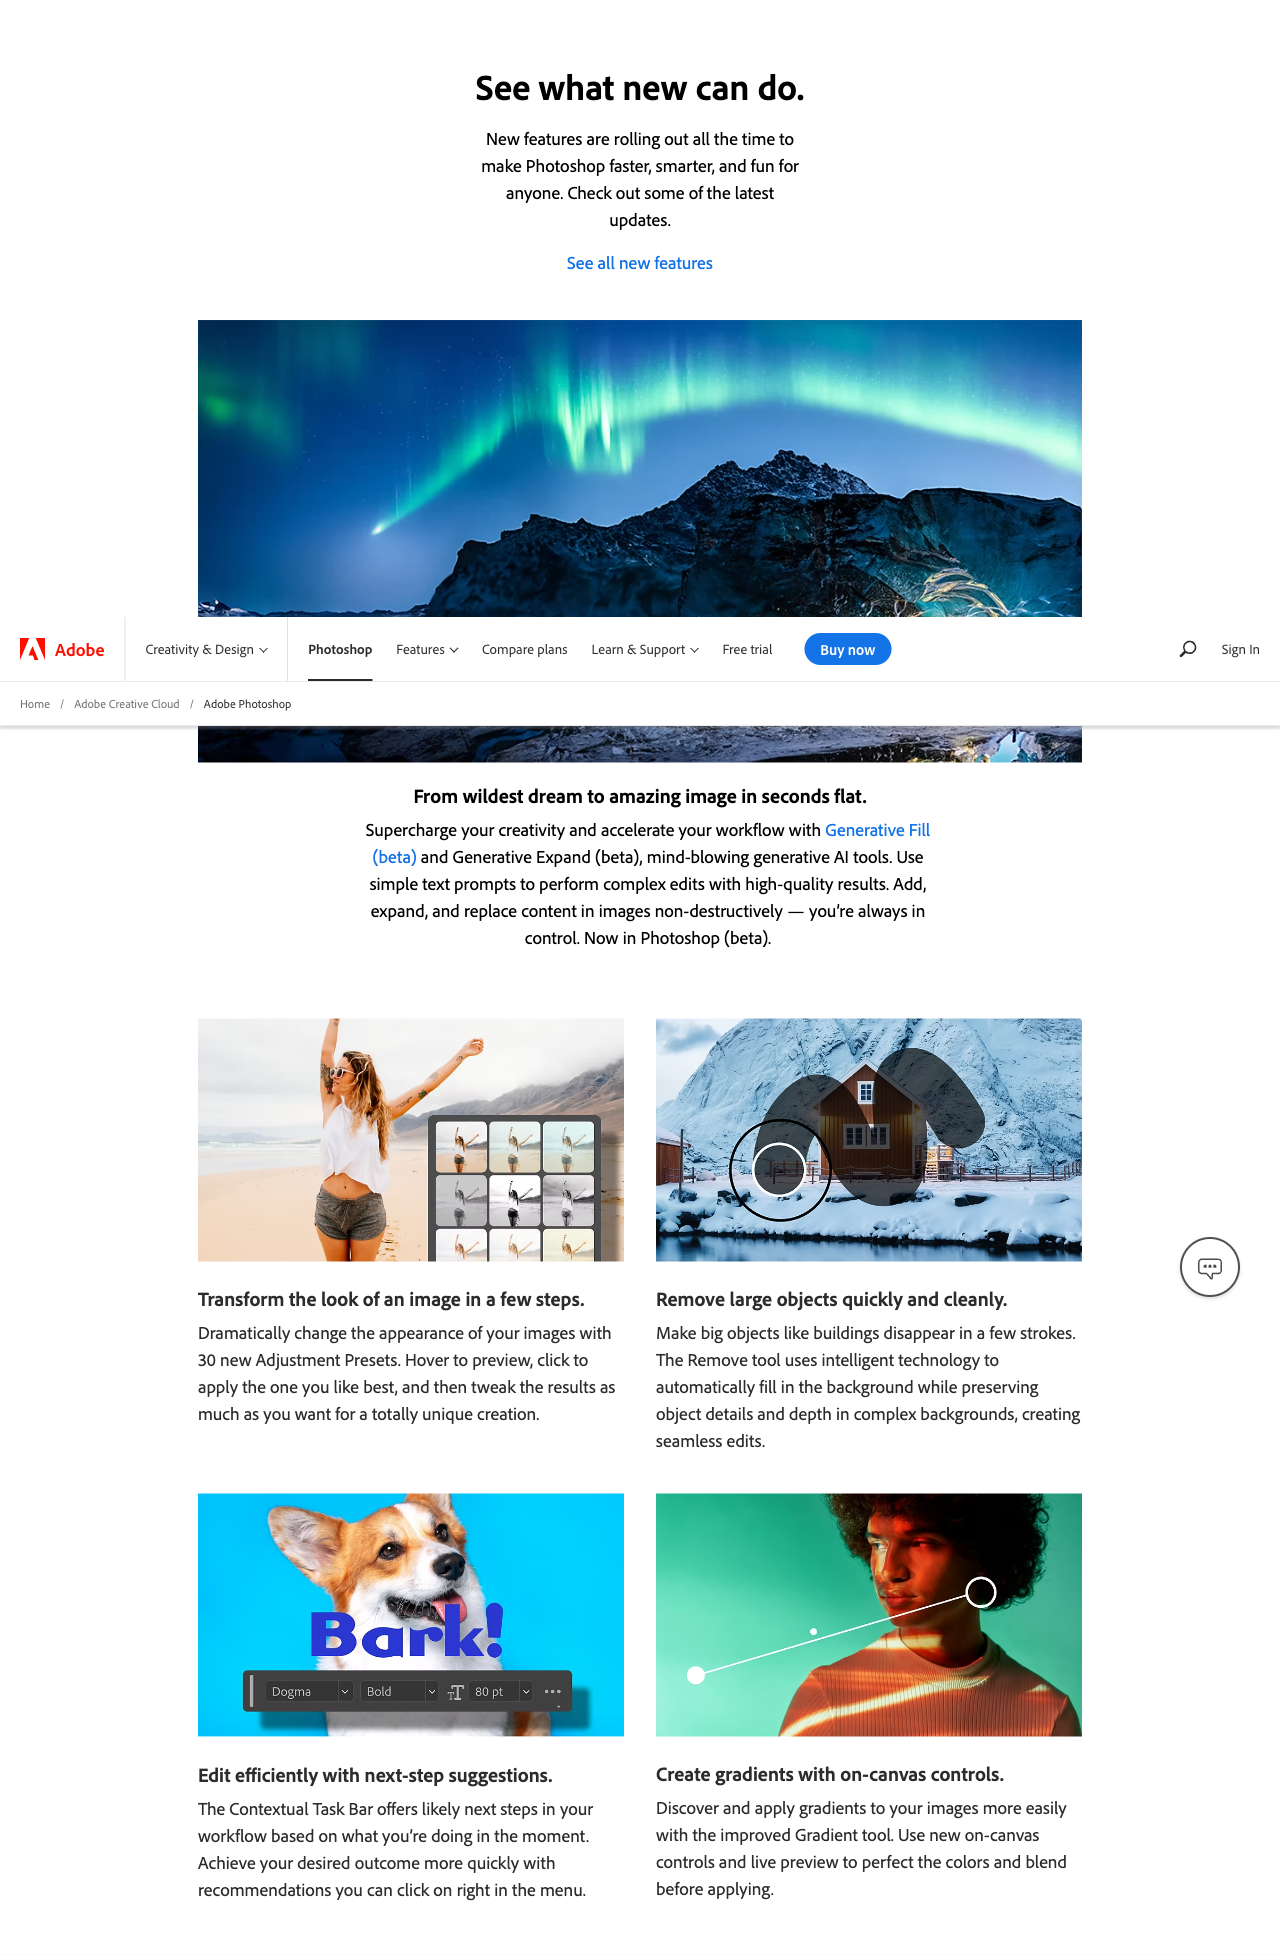 See what new can do.
New features are rolling out all the time to
make Photoshop faster, smarter, and fun for
anyone. Check out some of the latest
updates.
See all new features
Adobe
Creativity & Design
Photoshop
Features
Compare plans
Learn & Support
Free trial
Buy now
Sign In
Home / Adobe Creative Cloud / Adobe Photoshop
From wildest dream to amazing image in seconds flat.
Supercharge your creativity and accelerate your workflow with Generative Fill
(beta) and Generative Expand (beta), mind-blowing generative AI tools. Use
simple text prompts to perform complex edits with high-quality results. Add,
expand, and replace content in images non-destructively — you’re always in
control. Now in Photoshop (beta).
Transform the look of an image in a few steps.
Dramatically change the appearance of your images with
30 new Adjustment Presets. Hover to preview, click to
apply the one you like best, and then tweak the results as
much as you want for a totally unique creation.
Remove large objects quickly and cleanly.
Make big objects like buildings disappear in a few strokes.
The Remove tool uses intelligent technology to
automatically fill in the background while preserving
object details and depth in complex backgrounds, creating
seamless edits.
Bark!
Dogma
Bold
TT
80 pt
Edit efficiently with next-step suggestions.
The Contextual Task Bar offers likely next steps in your
workflow based on what you’re doing in the moment.
Achieve your desired outcome more quickly with
recommendations you can click on right in the menu.
Create gradients with on-canvas controls.
Discover and apply gradients to your images more easily
with the improved Gradient tool. Use new on-canvas
controls and live preview to perfect the colors and blend
before applying.